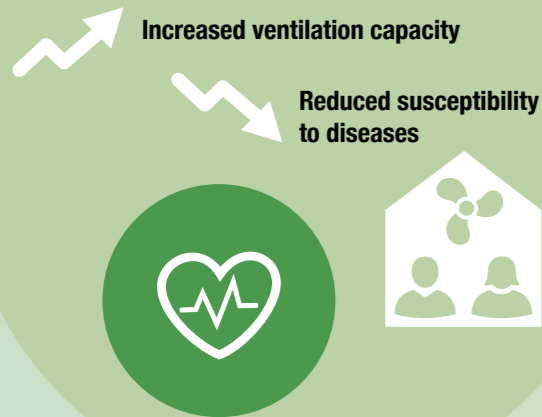 Increased ventilation capacity
Reduced susceptibility
to diseases